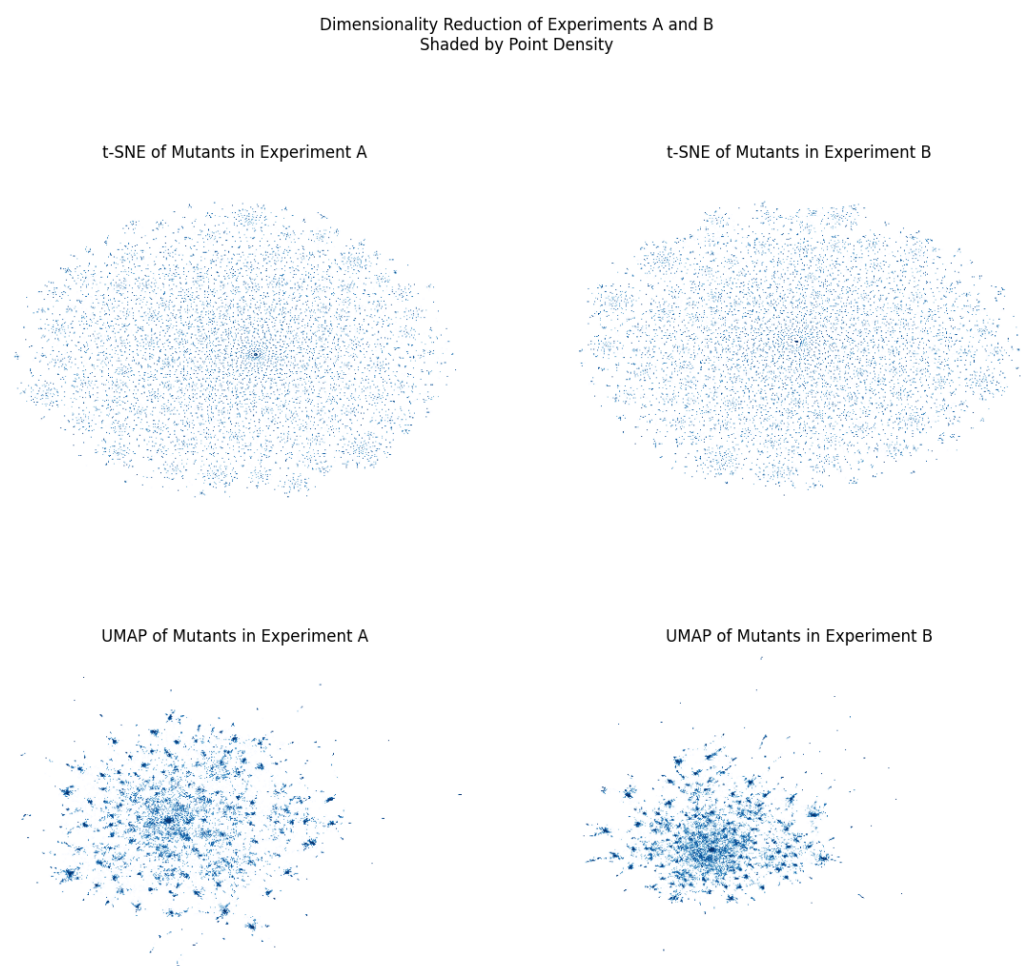 Dimensionality Reduction of Experiments A and B
Shaded by Point Density
t-SNE of Mutants in Experiment A
t-SNE of Mutants in Experiment B
UMAP of Mutants in Experiment A
UMAP of Mutants in Experiment B